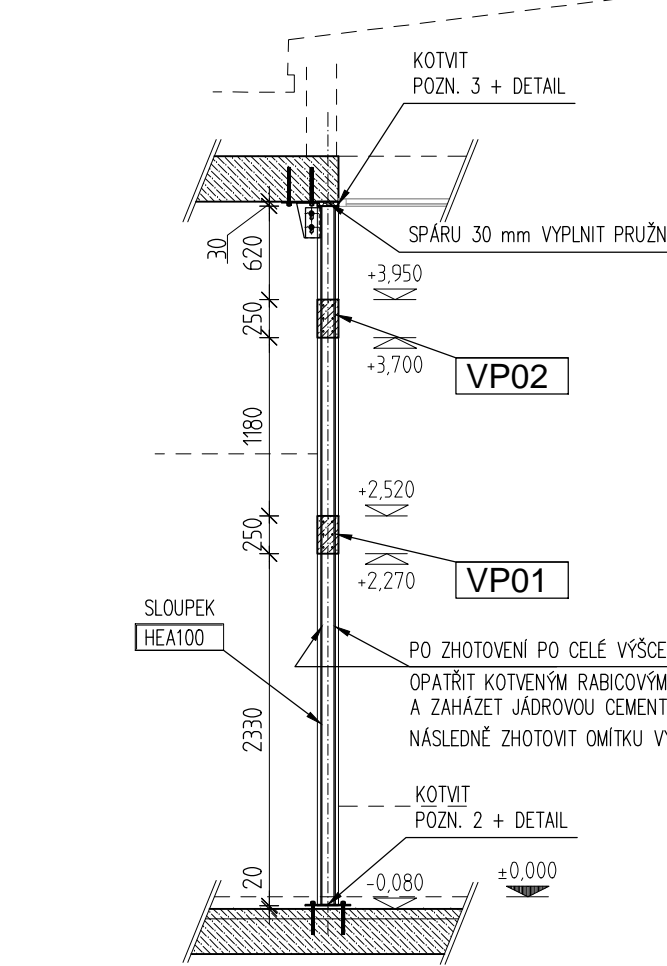 KOTVIT
POZN. 3 + DETAIL
30
620
SPÁRU 30 mm VYPLNIT PRUŽN
+3,950
250
+3,700
VP02
1180
+2,520
250
+2,270
VP01
SLOUPEK
HEA100
PO ZHOTOVENÍ PO CELÉ VÝŠCE
OPATŘIT KOTVENÝM RABICOVÝM
A ZAHÁZET JÁDROVOU CEMENT
NÁSLEDNĚ ZHOTOVIT OMÍTKU
2330
KOTVIT
POZN. 2 + DETAIL
20
-0,080
±0,000